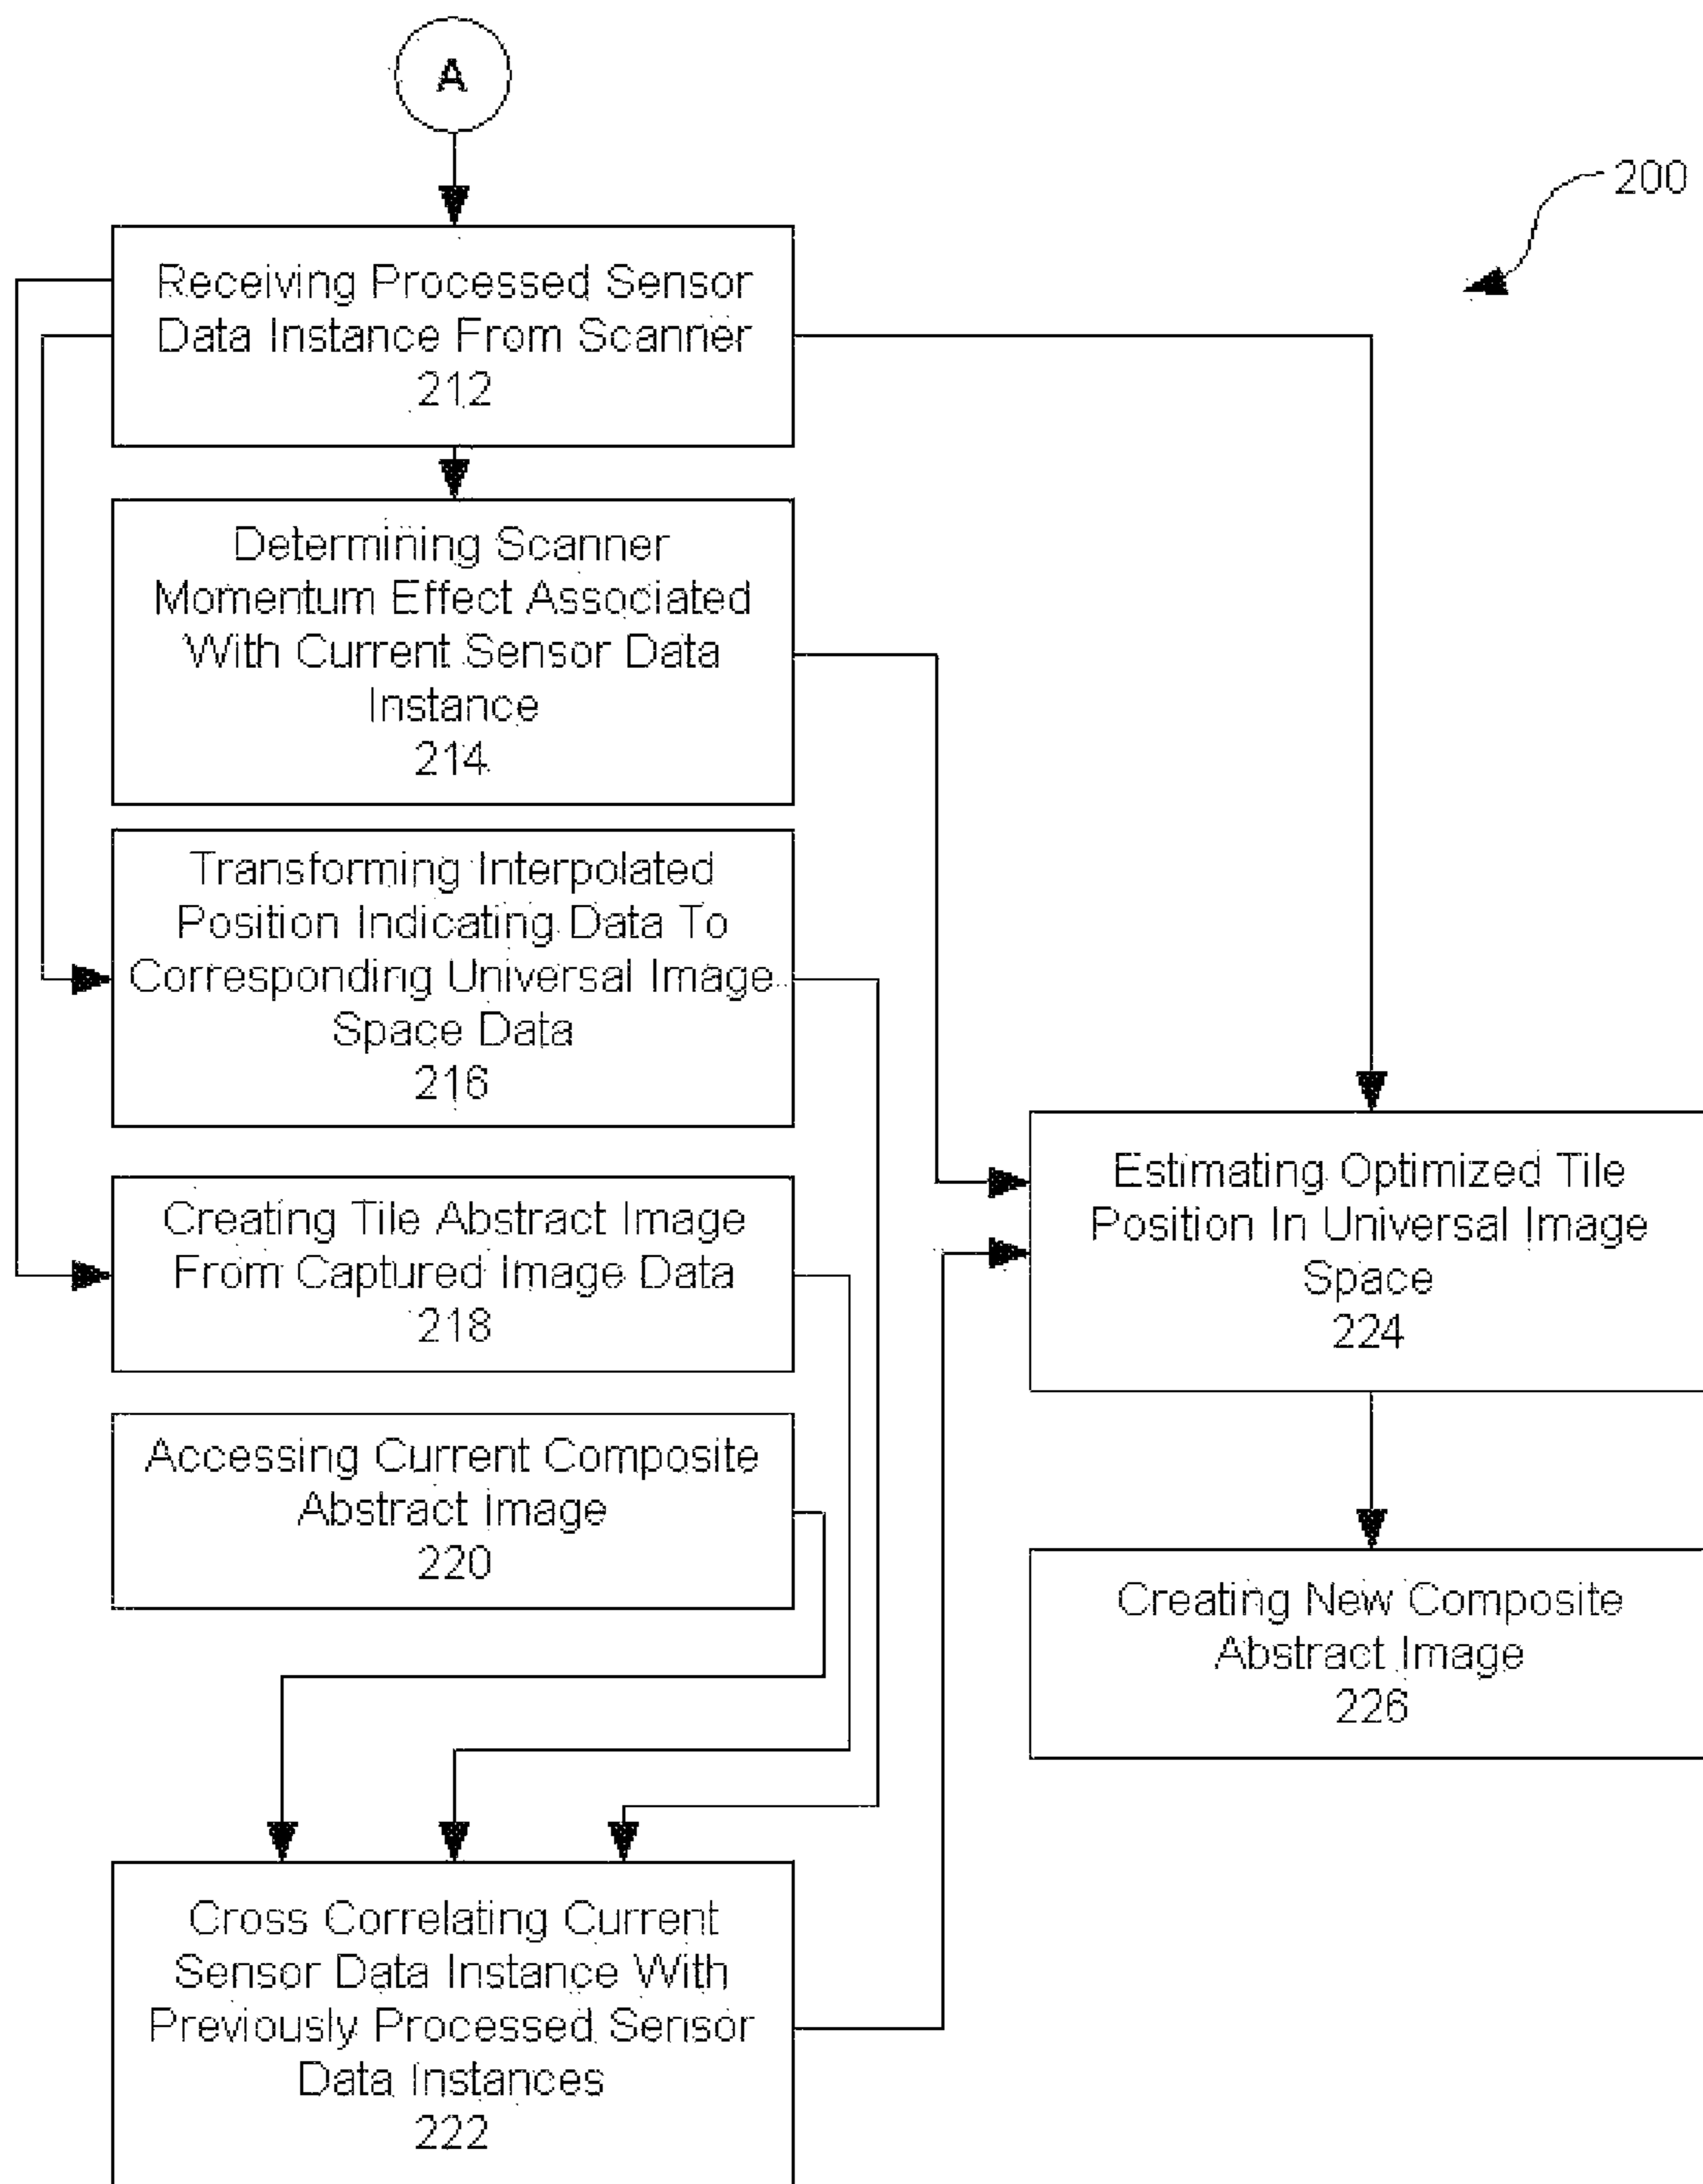 A
200
Receiving Processed Sensor
Data Instance From Scanner
212
Determining Scanner
Momentum Effect Associated
With Current Sensor Data
Instance
214
Transforming Interpolated
Position Indicating Data To
Corresponding Universal Image
Space Data
216
Creating Tile Abstract Image
From Captured Image Data
218
Accessing Current Composite
Abstract Image
220
Cross Correlating Current
Sensor Data Instance With
Previously Processed Sensor
Data Instances
222
Estimating Optimized Tile
Position In Universal Image
Space
224
Creating New Composite
Abstract Image
226